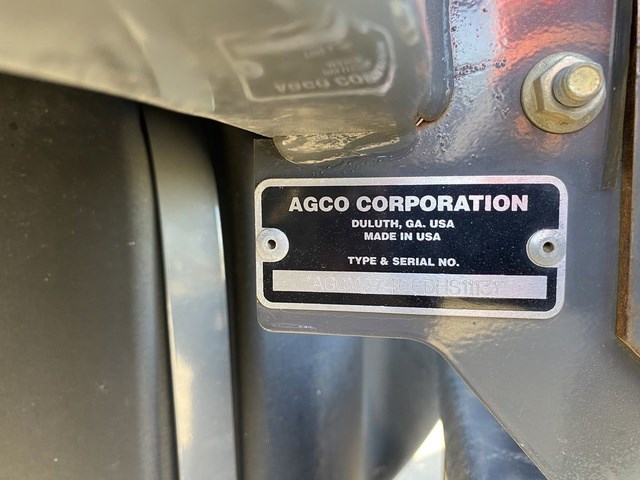 AGCO CORPORATION
DULUTH, GA. USA
MADE IN USA
TYPE & SERIAL NO.